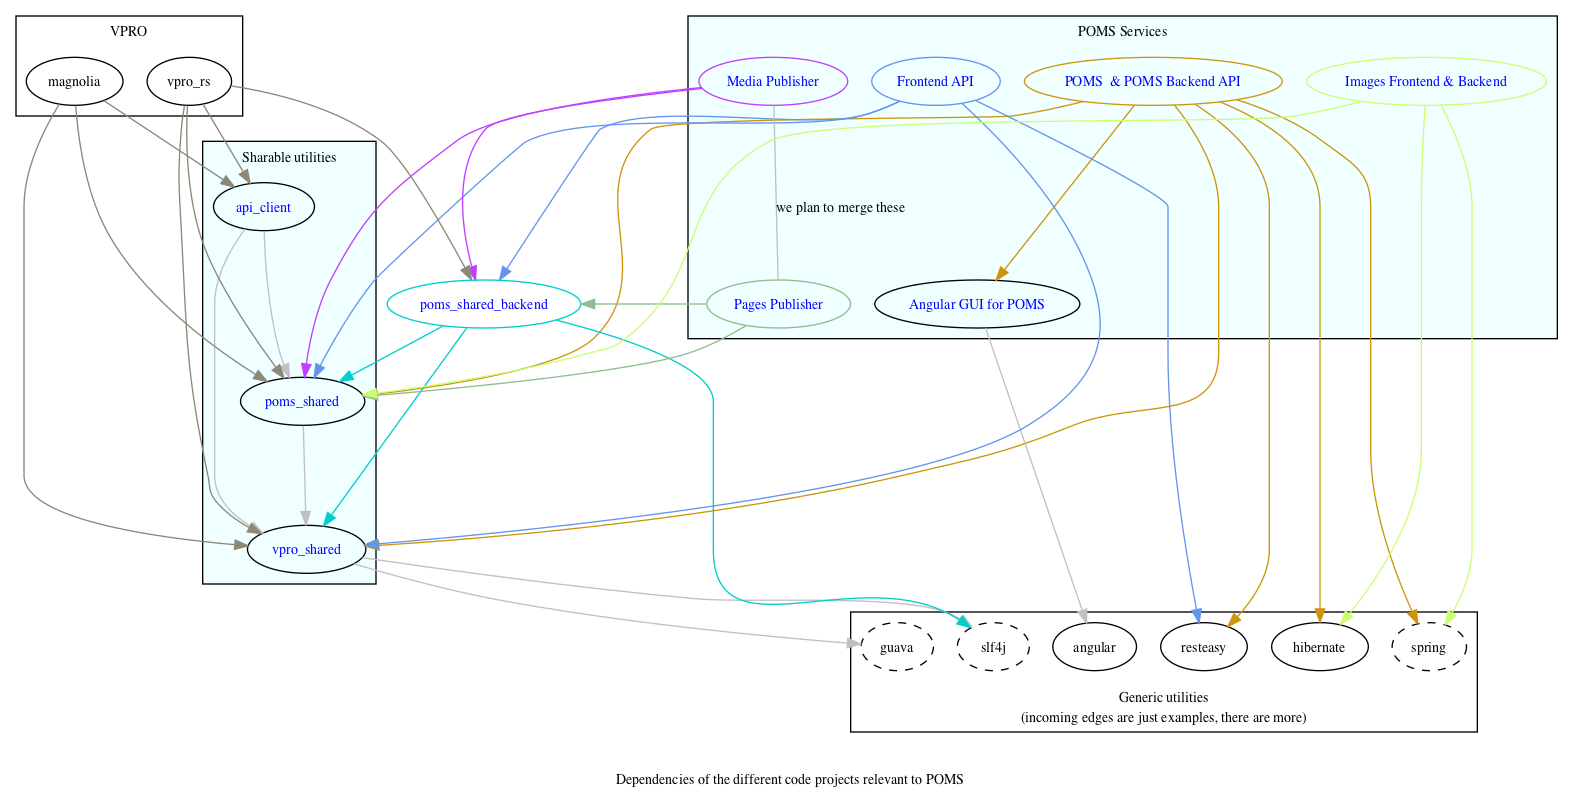 VPRO
POMS Services
magnolia
vpro_rs
Media Publisher
Frontend API
POMS  & POMS Backend API
Images Frontend & Backend
Sharable utilities
api_client
we plan to merge these
poms_shared_backend
Pages Publisher
Angular GUI for POMS
poms_shared
vpro_shared
guava
slf4j
angular
resteasy
hibernate
spring
Generic utilities
(incoming edges are just examples, there are more)
Dependencies of the different code projects relevant to POMS